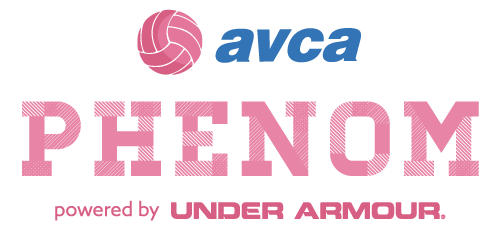 avca
PHENOM
powered by UNDER ARMOUR.